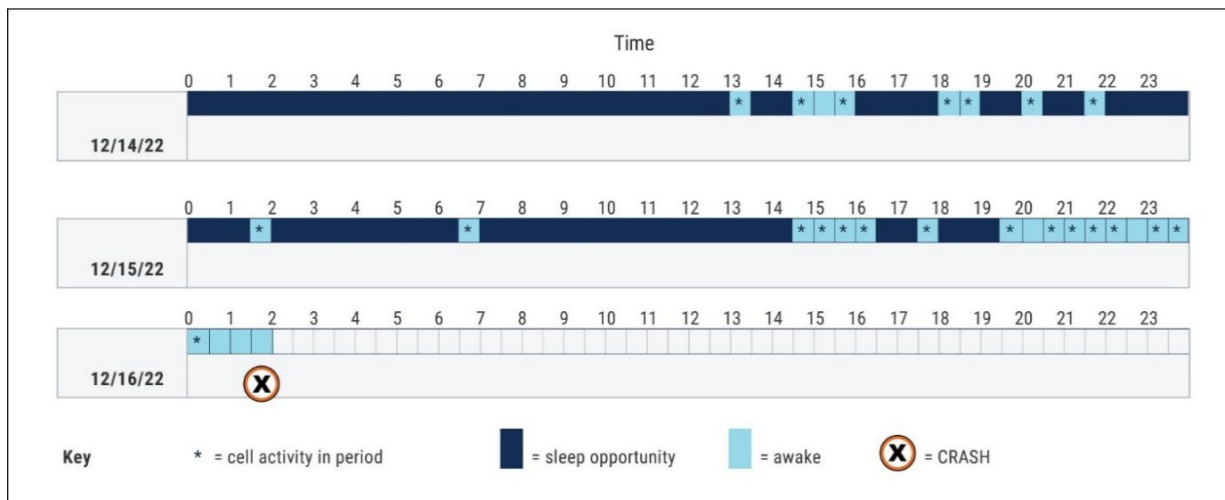 Time
0 1 2 3 4 5 6 7 8 9 10 11 12 13 14 15 16 17 18 19 20 21 22 23
* * * * * * *
12/14/22
0 1 2 3 4 5 6 7 8 9 10 11 12 13 14 15 16 17 18 19 20 21 22 23
* * * * * * * * * * * * * *
12/15/22
0 1 2 3 4 5 6 7 8 9 10 11 12 13 14 15 16 17 18 19 20 21 22 23
*
12/16/22
X
Key * = cell activity in period = sleep opportunity = awake X = CRASH